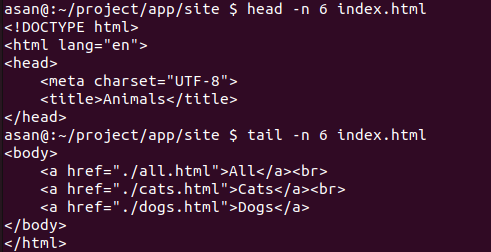 asan@:~/project/app/site $ head -n 6 index.html
<!DOCTYPE html>
<html lang="en">
<head>
    <meta charset="UTF-8">
    <title>Animals</title>
</head>
asan@:~/project/app/site $ tail -n 6 index.html
<body>
    <a href="./all.html">All</a><br>
    <a href="./cats.html">Cats</a><br>
    <a href="./dogs.html">Dogs</a>
</body>
</html>